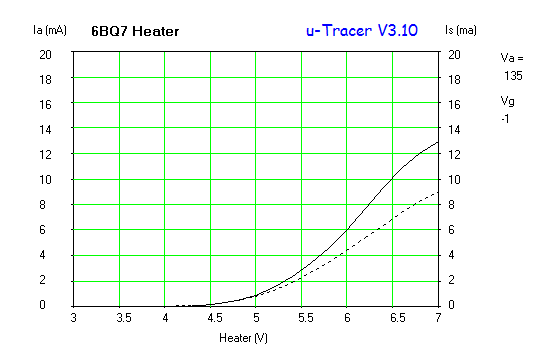 Ia (mA) 6BQ7 Heater u-Tracer V3.10 Is (ma)
20 20
Va =
18 18
135
16 16
Vg
-1
14 14
12 12
10 10
8 8
6 6
4 4
2 2
0 0
3 3.5 4 4.5 5 5.5 6 6.5 7
Heater (V)